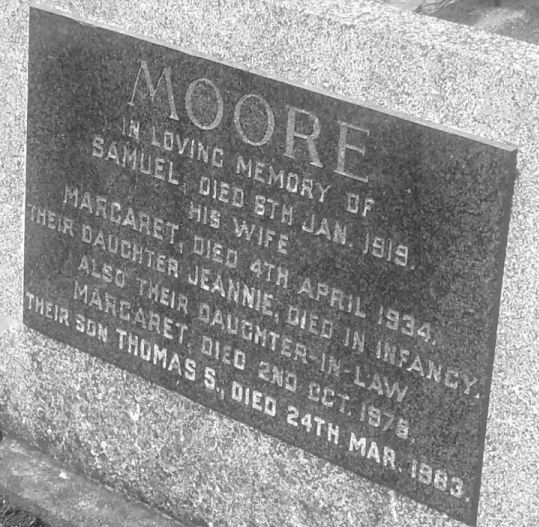 MOORE
IN LOVING MEMORY OF
SAMUEL, DIED 8TH JAN. 1919.
HIS WIFE
MARGARET, DIED 4TH APRIL 1934.
THEIR DAUGHTER JEANNIE, DIED IN INFANCY.
ALSO THEIR DAUGHTER-IN-LAW
MARGARET, DIED 2ND OCT. 1978.
THEIR SON THOMAS S., DIED 24TH MAR. 1983.